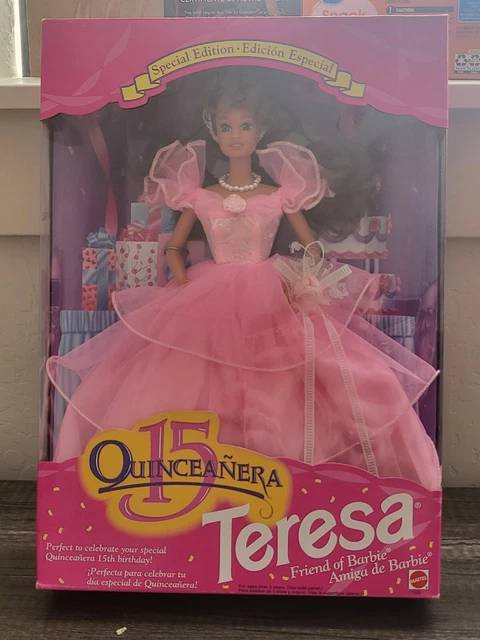 Special Edition • Edición Especial
15
QUINCEAÑERA
Teresa®
Friend of Barbie®
Amiga de Barbie®
Perfect to celebrate your special
Quinceañera 15th birthday!
¡Perfecta para celebrar tu
día especial de Quinceañera!
MATTEL
CAUTION